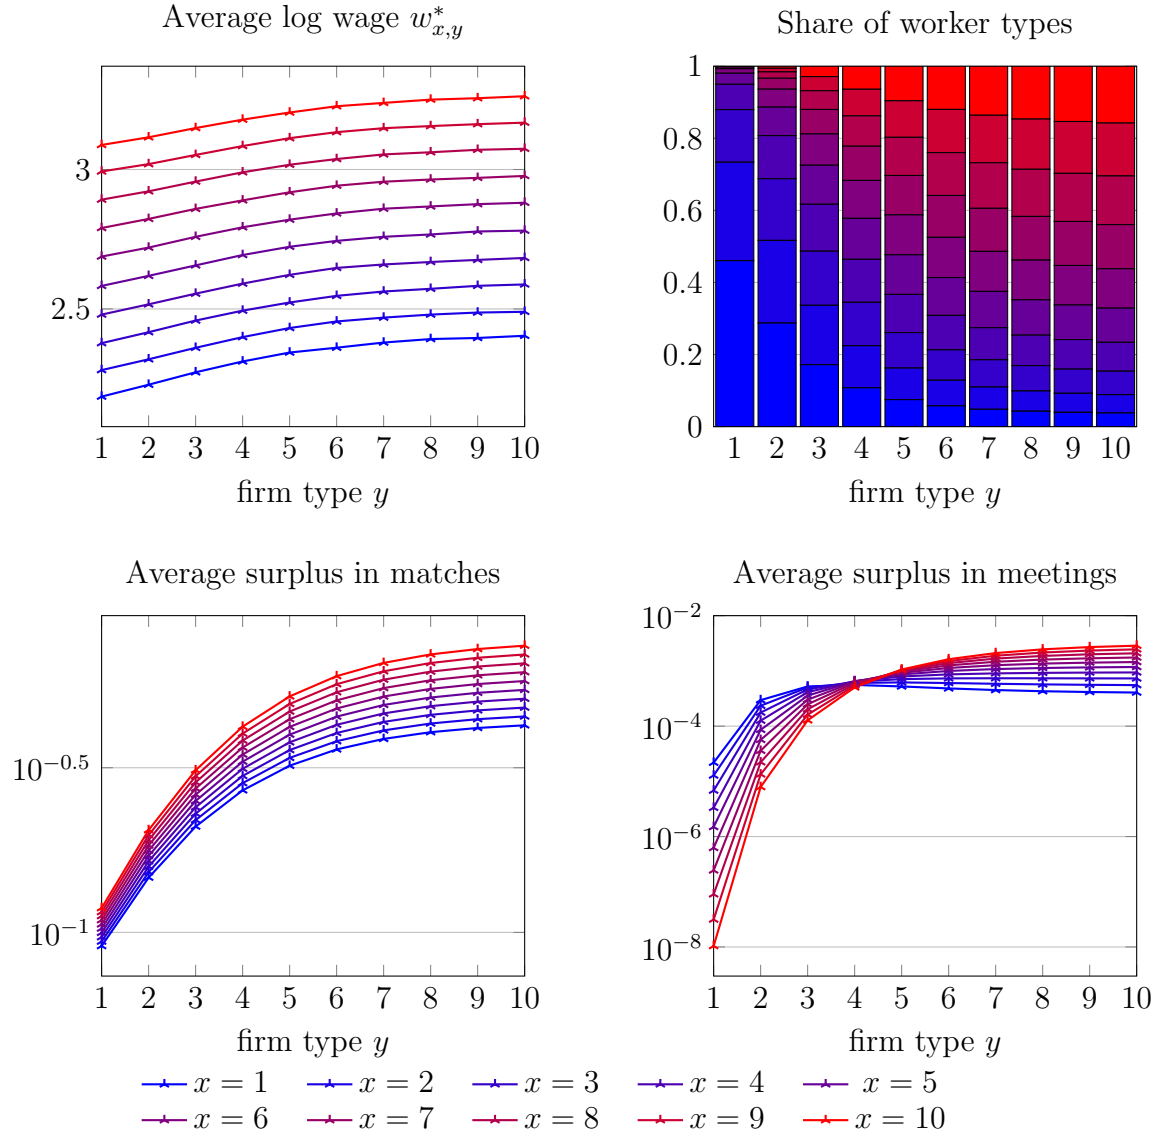 Average log wage w*x,y
3
2.5
1 2 3 4 5 6 7 8 9 10
firm type y
Share of worker types
1
0.8
0.6
0.4
0.2
0
1 2 3 4 5 6 7 8 9 10
firm type y
Average surplus in matches
10^−0.5
10^−1
1 2 3 4 5 6 7 8 9 10
firm type y
Average surplus in meetings
10^−2
10^−4
10^−6
10^−8
1 2 3 4 5 6 7 8 9 10
firm type y
x = 1 x = 2 x = 3 x = 4 x = 5
x = 6 x = 7 x = 8 x = 9 x = 10